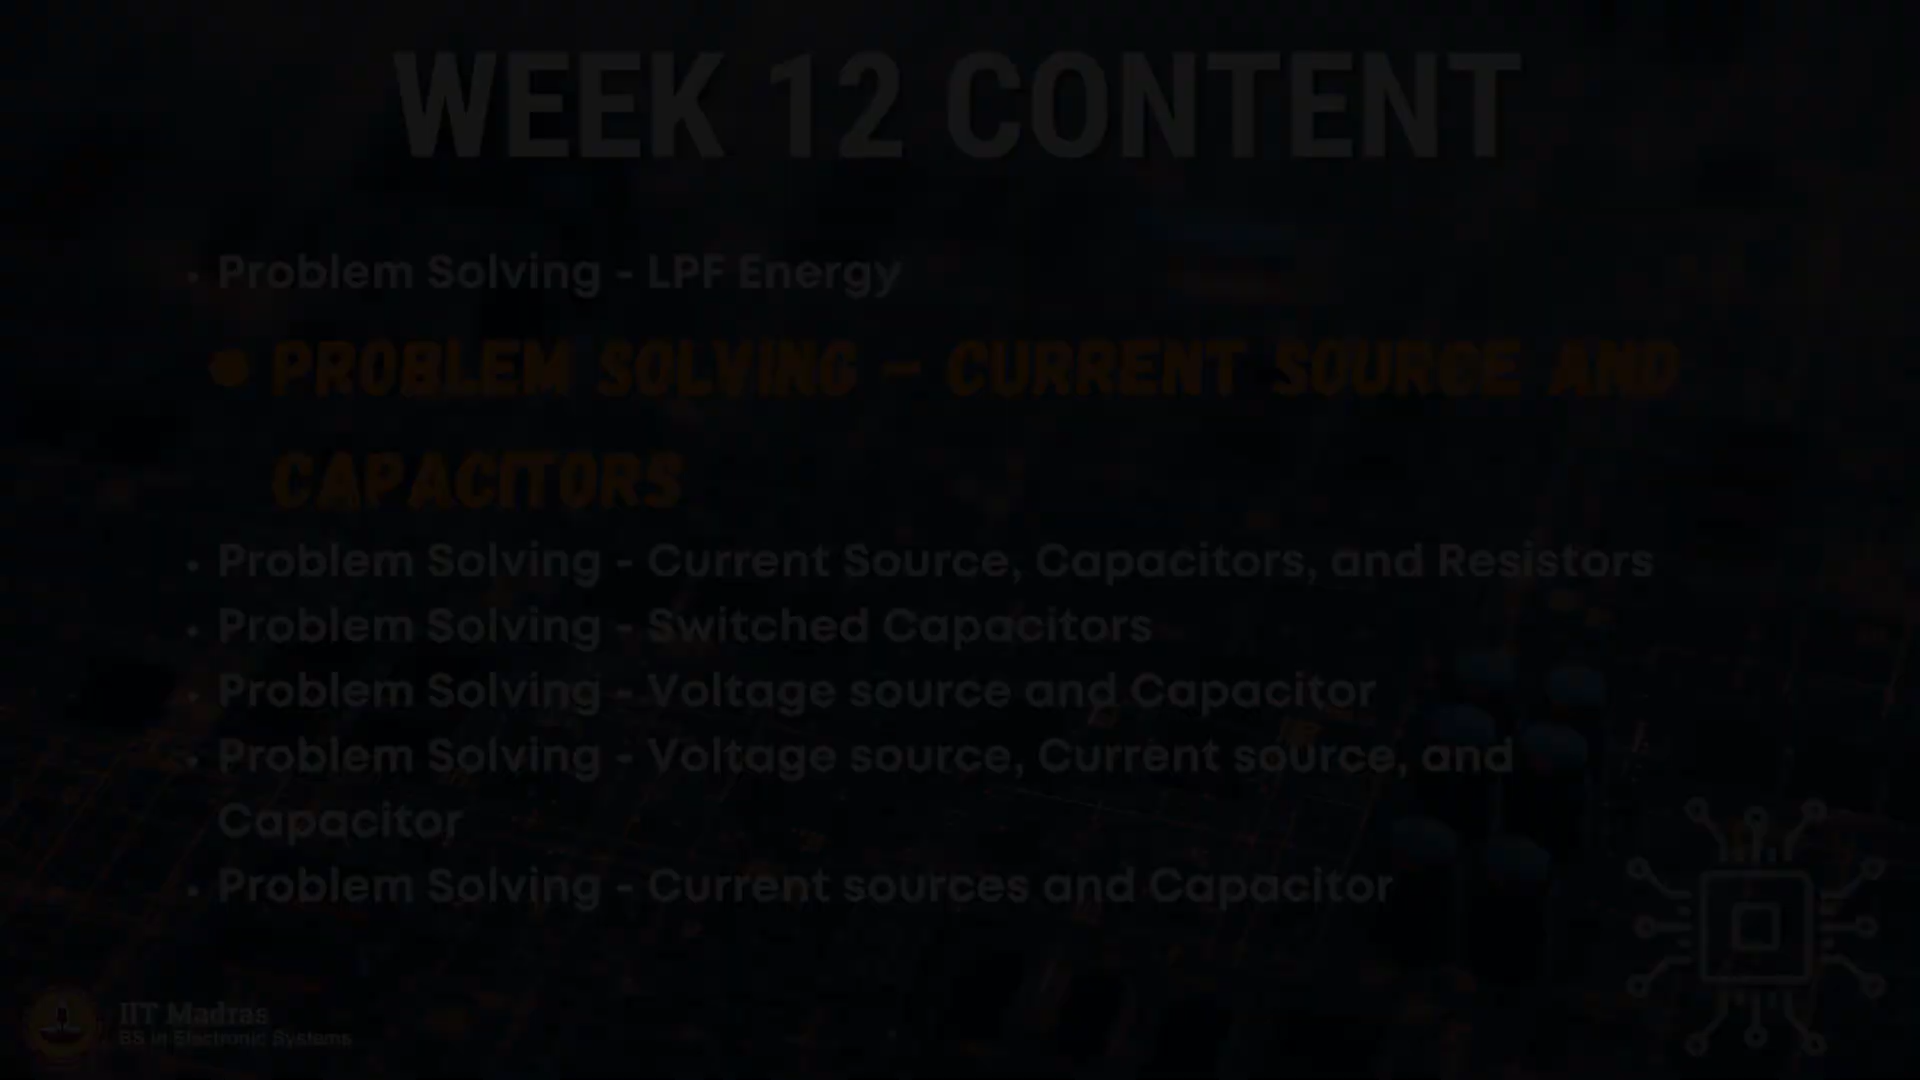 WEEK 12 CONTENT
• Problem Solving - LPF Energy
• PROBLEM SOLVING - CURRENT SOURCE AND
CAPACITORS
• Problem Solving - Current Source, Capacitors, and Resistors
• Problem Solving - Switched Capacitors
• Problem Solving - Voltage source and Capacitor
• Problem Solving - Voltage source, Current source, and
Capacitor
• Problem Solving - Current sources and Capacitor
IIT Madras
BS in Electronic Systems